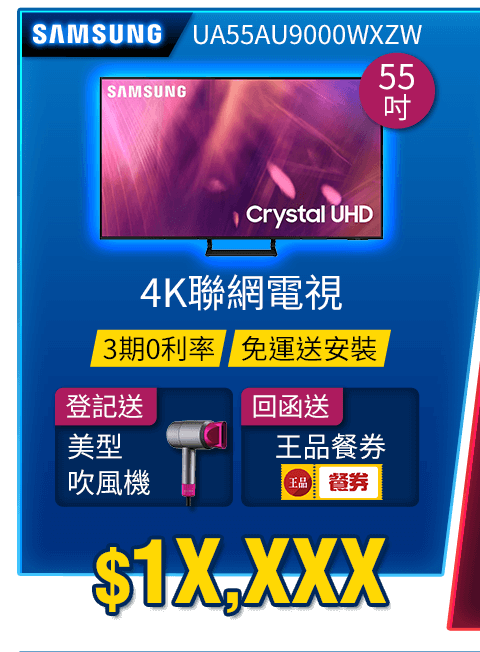 SAMSUNG UA55AU9000WXZW
55
吋
SAMSUNG
Crystal UHD
4K聯網電視
3期0利率 免運送安裝
登記送 回函送
美型 王品餐券
吹風機 王品 餐券
$1X,XXX